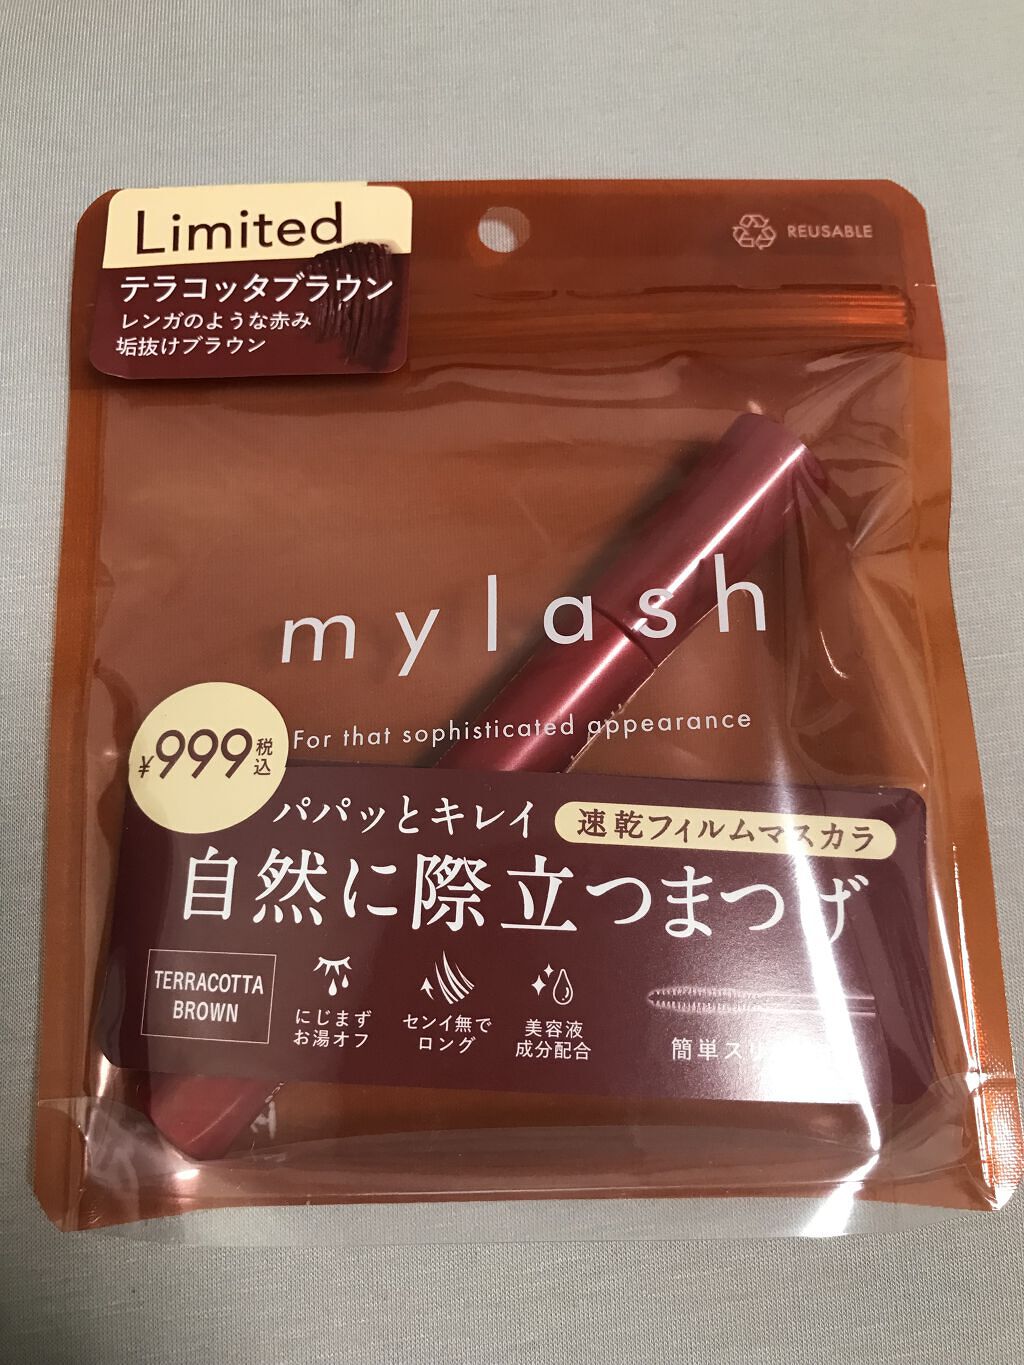 Limited
REUSABLE
テラコッタブラウン
レンガのような赤み
垢抜けブラウン
mylash
For that sophisticated appearance
¥999税込
パパッとキレイ
速乾フィルムマスカラ
自然に際立つまつげ
TERRACOTTA
BROWN
にじまず
お湯オフ
センイ無で
ロング
美容液
成分配合
簡単